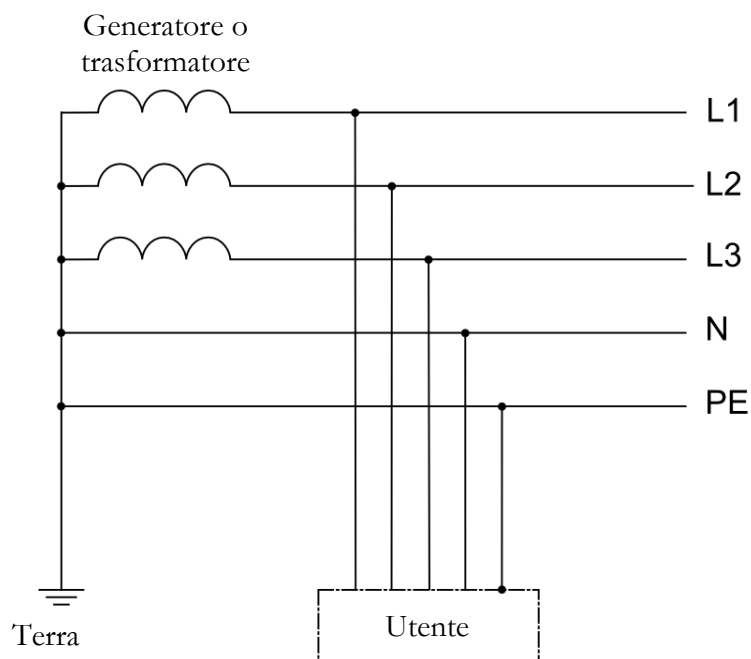 Generatore o
trasformatore
L1
L2
L3
N
PE
Utente
Terra